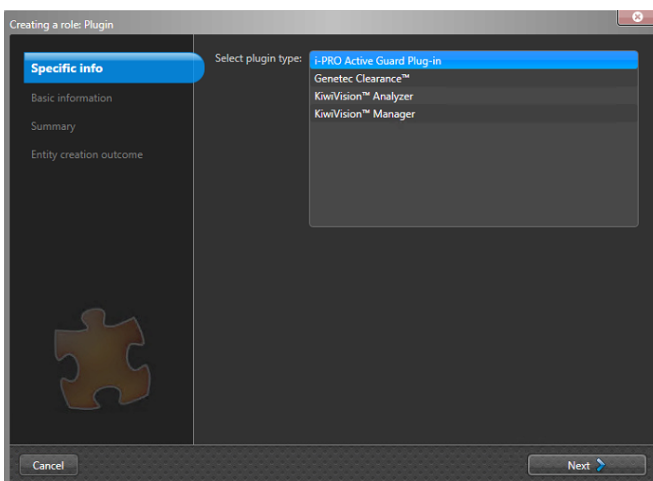 Creating a role: Plugin
Specific info
Basic information
Summary
Entity creation outcome
Select plugin type:
i-PRO Active Guard Plug-in
Genetec Clearance™
KiwiVision™ Analyzer
KiwiVision™ Manager
Cancel
Next